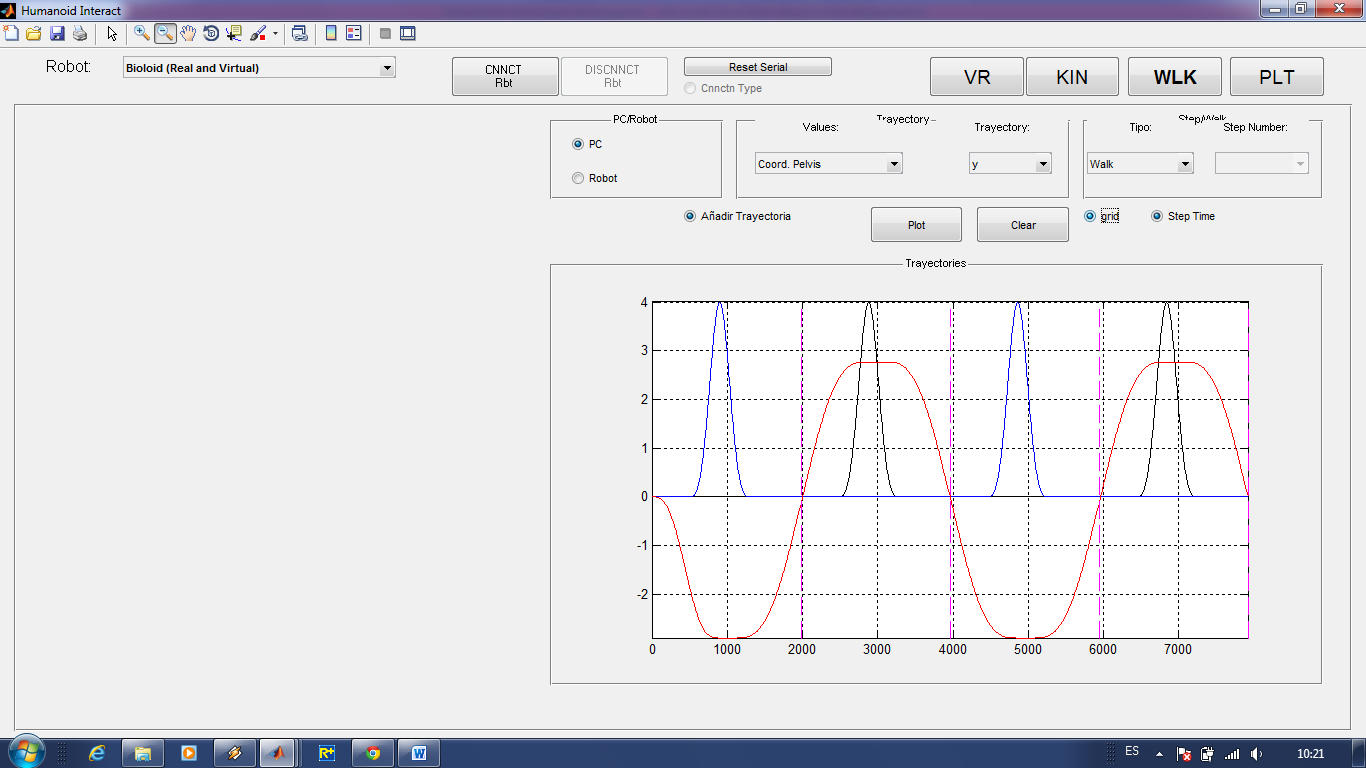 Humanoid Interact
Robot:
Bioloid (Real and Virtual)
CNNCT
Rbt
DISCNNCT
Rbt
Reset Serial
Cnnctn Type
VR
KIN
WLK
PLT
PC/Robot
PC
Robot
Trayectory
Values:
Trayectory:
Coord. Pelvis
y
Step/Walk
Tipo:
Step Number:
Walk
Añadir Trayectoria
Plot
Clear
grid
Step Time
Trayectories
4
3
2
1
0
-1
-2
0 1000 2000 3000 4000 5000 6000 7000
R+
W
ES
10:21